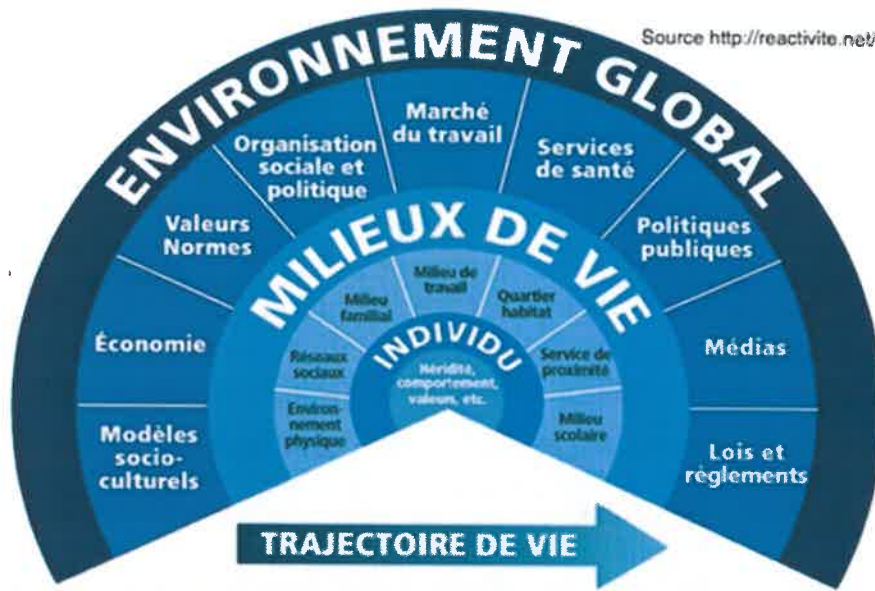 Source http://reactivite.net/
ENVIRONNEMENT GLOBAL
Modèles
socio-
culturels
Économie
Valeurs
Normes
Organisation
sociale et
politique
Marché
du travail
Services
de santé
Politiques
publiques
Médias
Lois et
règlements
MILIEUX DE VIE
Environ-
nement
physique
Réseaux
sociaux
Milieu
familial
Milieu de
travail
Quartier
habitat
Service de
proximité
Milieu
scolaire
INDIVIDU
Hérédité,
comportement,
valeurs, etc.
TRAJECTOIRE DE VIE